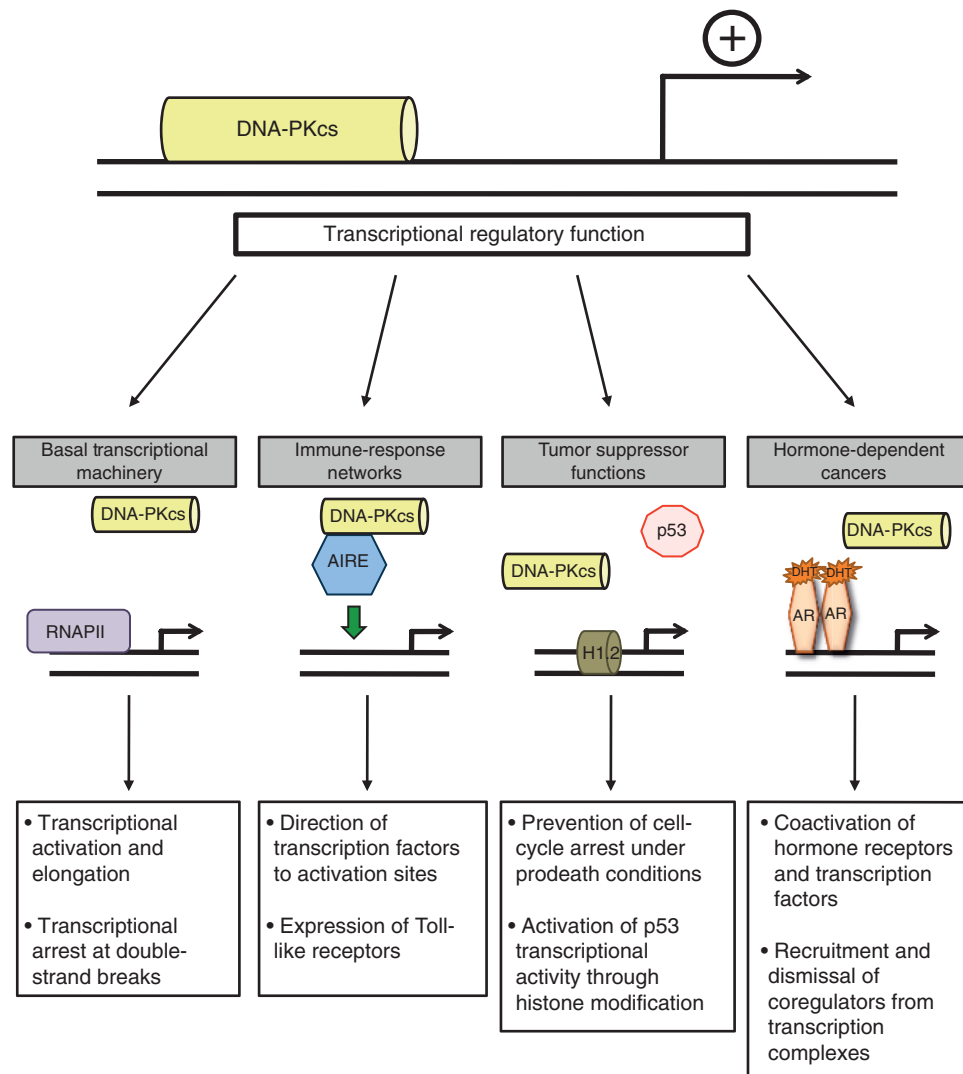 +
DNA-PKcs
Transcriptional regulatory function
Basal transcriptional
machinery
DNA-PKcs
RNAPII
• Transcriptional
activation and
elongation
• Transcriptional
arrest at double-
strand breaks
Immune-response
networks
DNA-PKcs
AIRE
• Direction of
transcription factors
to activation sites
• Expression of Toll-
like receptors
Tumor suppressor
functions
p53
DNA-PKcs
H1.2
• Prevention of cell-
cycle arrest under
prodeath conditions
• Activation of p53
transcriptional
activity through
histone modification
Hormone-dependent
cancers
DNA-PKcs
DHT DHT
AR AR
• Coactivation of
hormone receptors
and transcription
factors
• Recruitment and
dismissal of
coregulators from
transcription
complexes